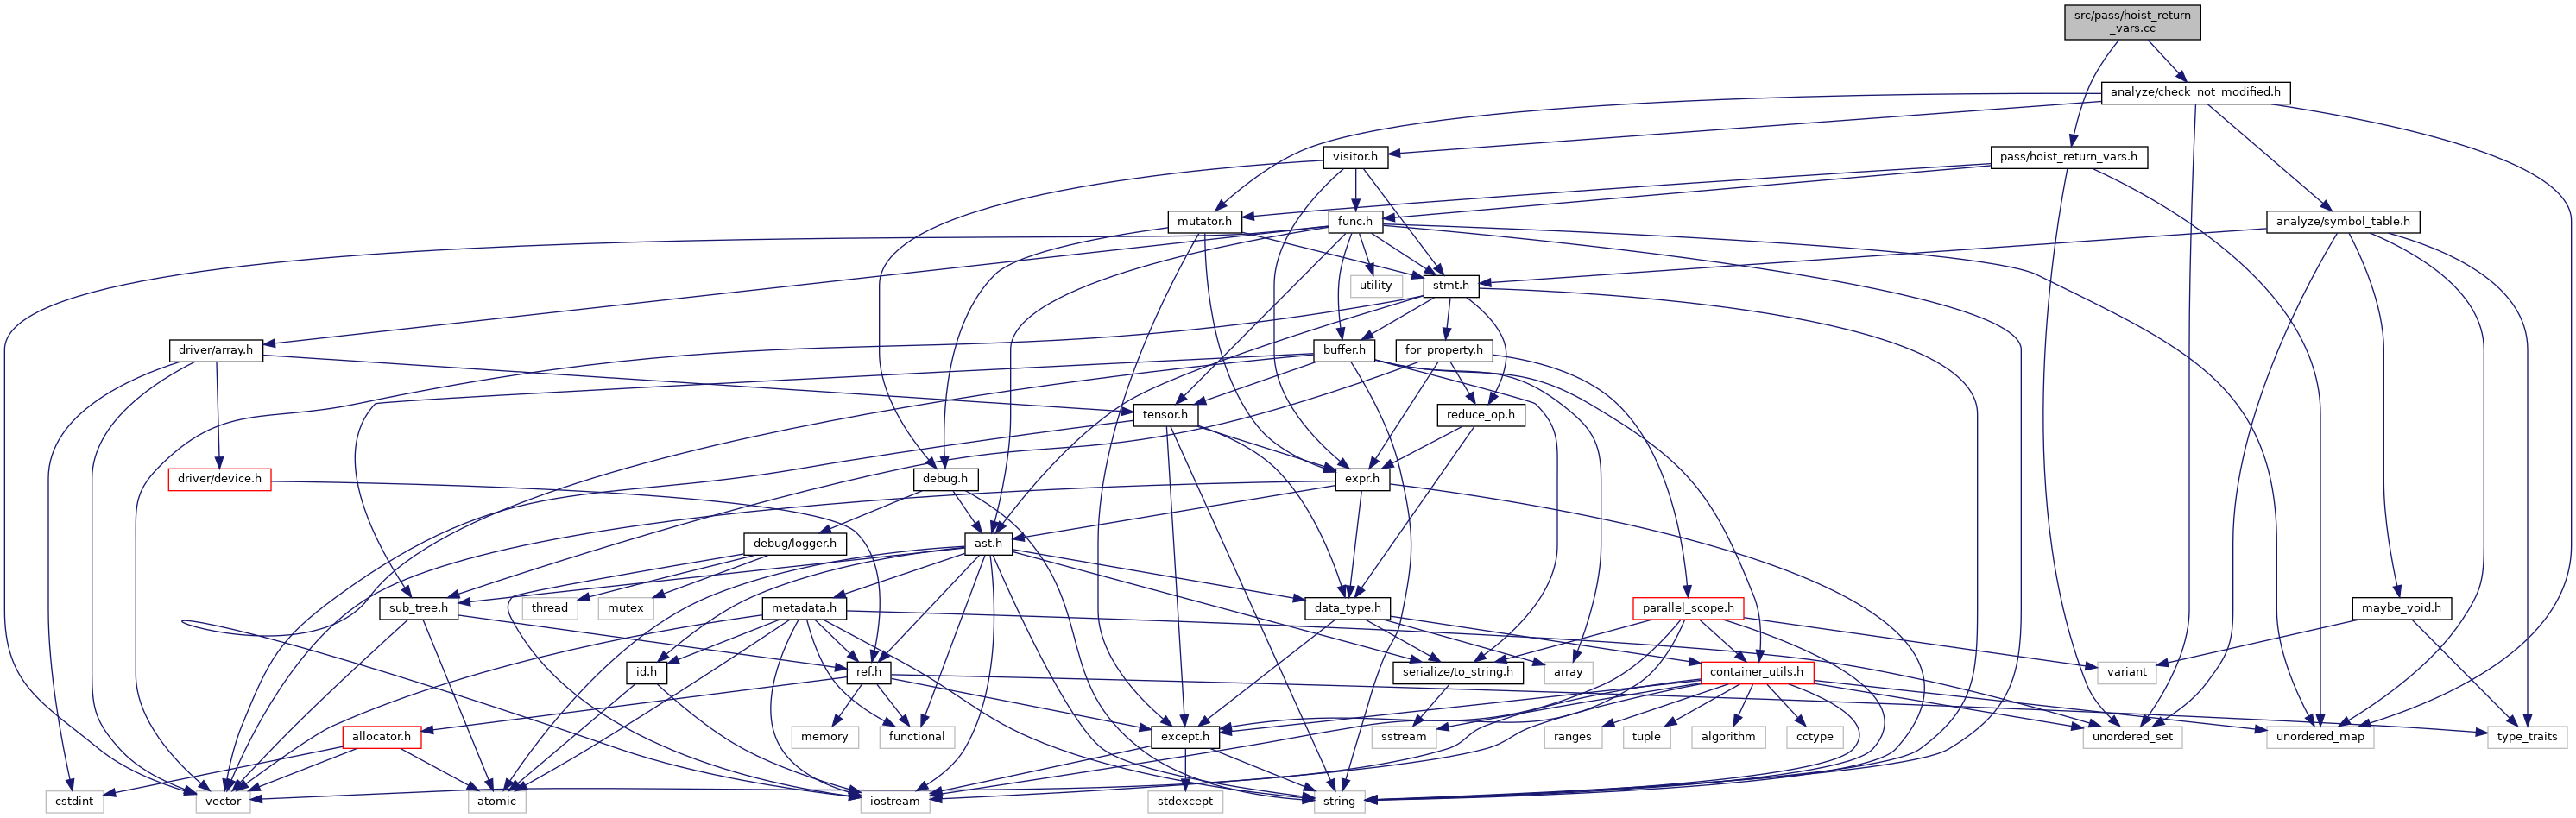 src/pass/hoist_return
_vars.cc
analyze/check_not_modified.h
visitor.h
pass/hoist_return_vars.h
mutator.h
func.h
analyze/symbol_table.h
utility
stmt.h
driver/array.h
buffer.h
for_property.h
tensor.h
reduce_op.h
driver/device.h
debug.h
expr.h
debug/logger.h
ast.h
sub_tree.h
thread
mutex
metadata.h
data_type.h
parallel_scope.h
maybe_void.h
id.h
ref.h
serialize/to_string.h
array
container_utils.h
variant
allocator.h
memory
functional
except.h
sstream
ranges
tuple
algorithm
cctype
unordered_set
unordered_map
type_traits
cstdint
vector
atomic
iostream
stdexcept
string